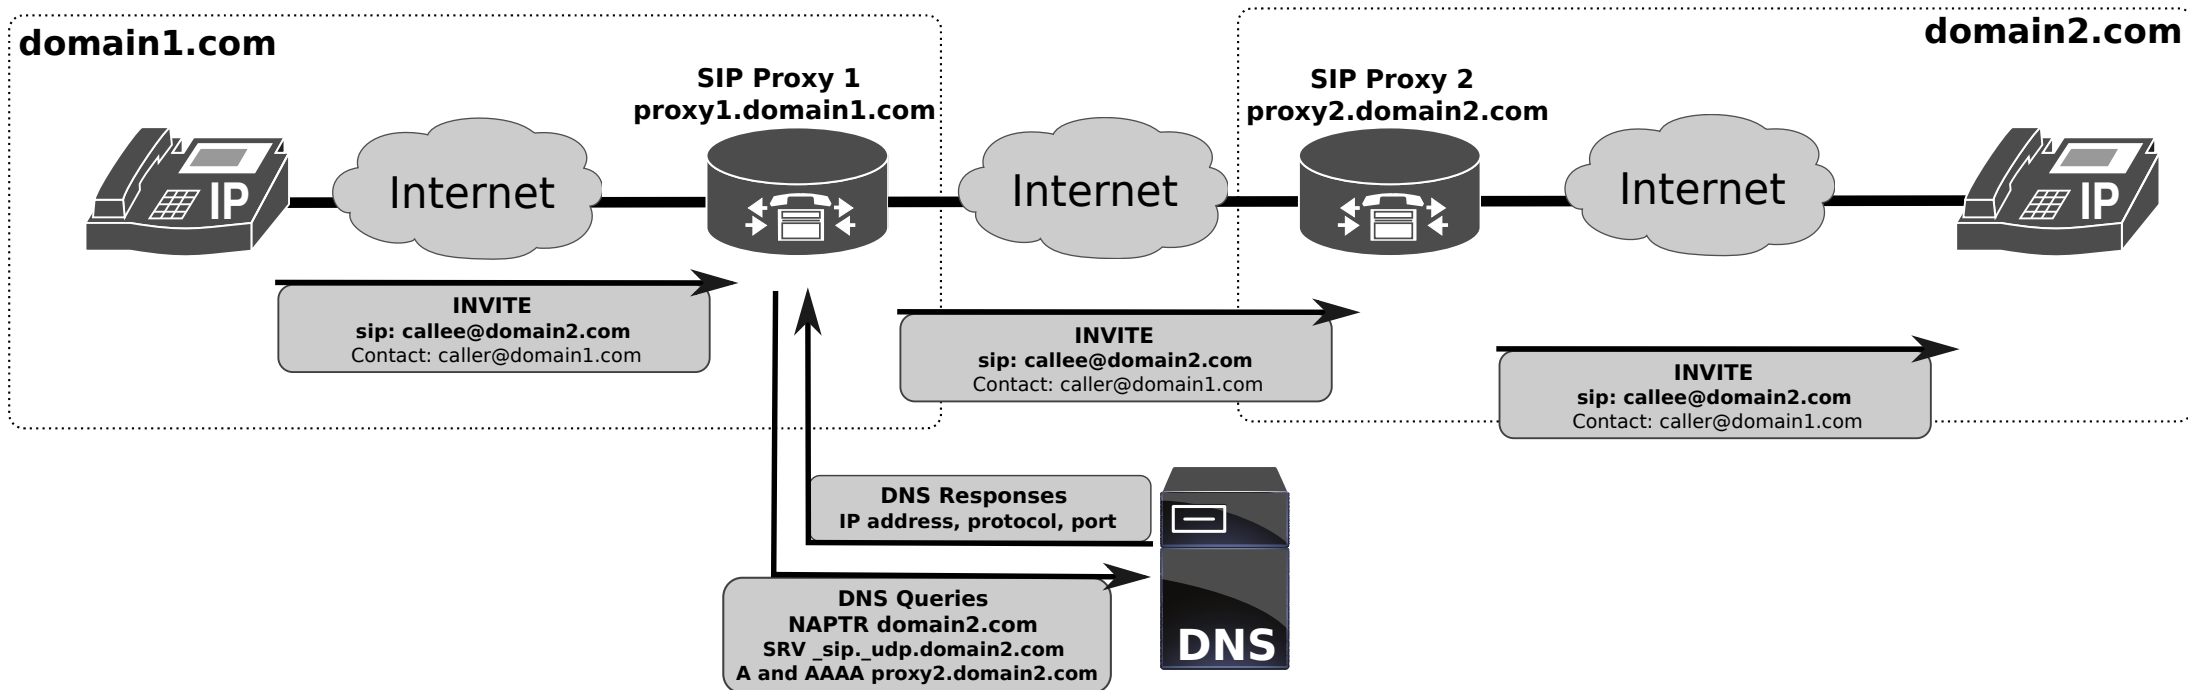 domain1.com
domain2.com
SIP Proxy 1
proxy1.domain1.com
SIP Proxy 2
proxy2.domain2.com
IP
Internet
Internet
Internet
IP
INVITE
sip: callee@domain2.com
Contact: caller@domain1.com
INVITE
sip: callee@domain2.com
Contact: caller@domain1.com
INVITE
sip: callee@domain2.com
Contact: caller@domain1.com
DNS Responses
IP address, protocol, port
DNS Queries
NAPTR domain2.com
SRV _sip._udp.domain2.com
A and AAAA proxy2.domain2.com
DNS